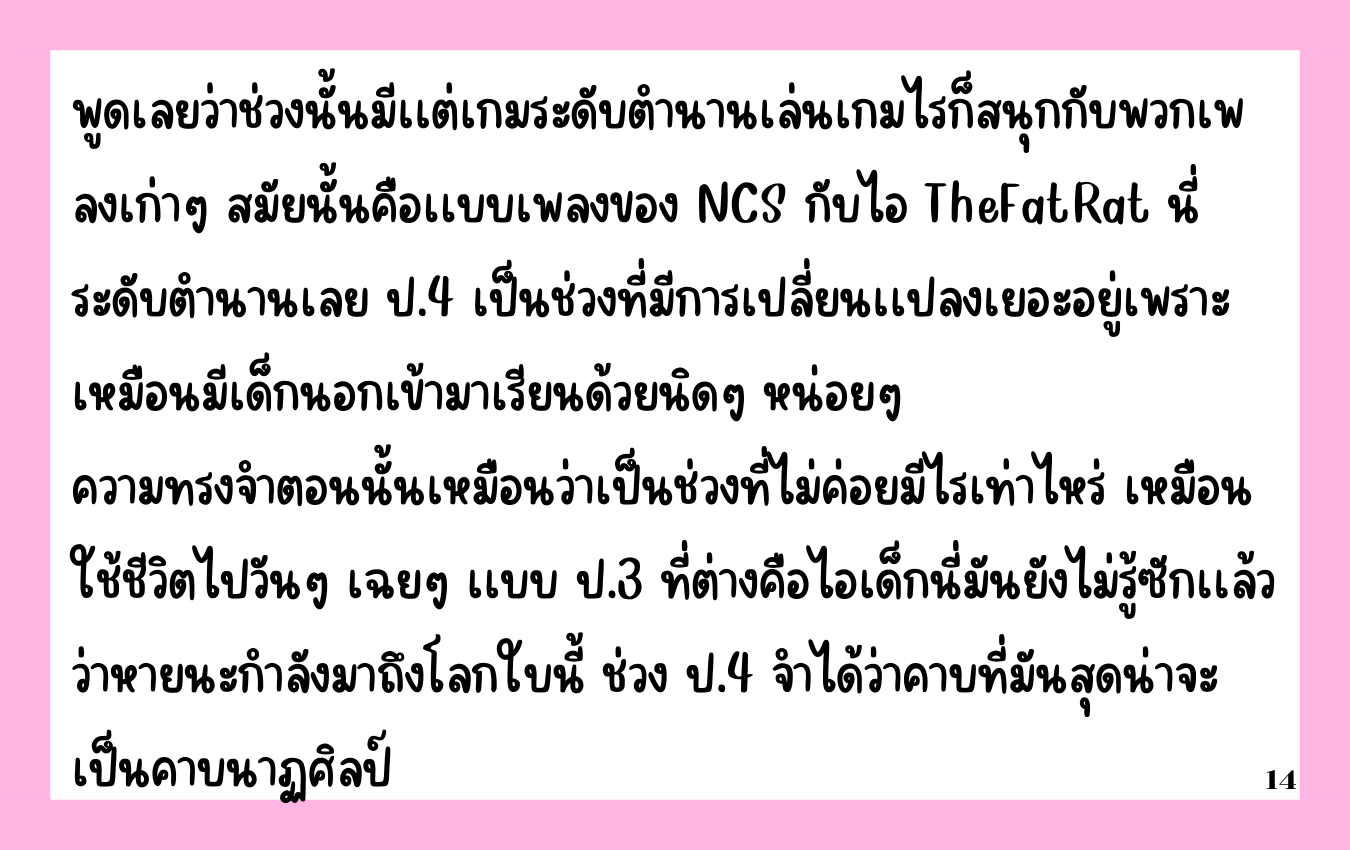 พูดเลยว่าช่วงนั้นมีแต่เกมระดับตำนานเล่นเกมไรก็สนุกกับพวกเพ
ลงเก่าๆ สมัยนั้นคือแบบเพลงของ NCS กับไอ TheFatRat นี่
ระดับตำนานเลย ป.4 เป็นช่วงที่มีการเปลี่ยนแปลงเยอะอยู่เพราะ
เหมือนมีเด็กนอกเข้ามาเรียนด้วยนิดๆ หน่อยๆ
ความทรงจำตอนนั้นเหมือนว่าเป็นช่วงที่ไม่ค่อยมีไรเท่าไหร่ เหมือน
ใช้ชีวิตไปวันๆ เฉยๆ แบบ ป.3 ที่ต่างคือไอเด็กนี่มันยังไม่รู้ซักแล้ว
ว่าหายนะกำลังมาถึงโลกใบนี้ ช่วง ป.4 จำได้ว่าคาบที่มันสุดน่าจะ
เป็นคาบนาฏศิลป์
14